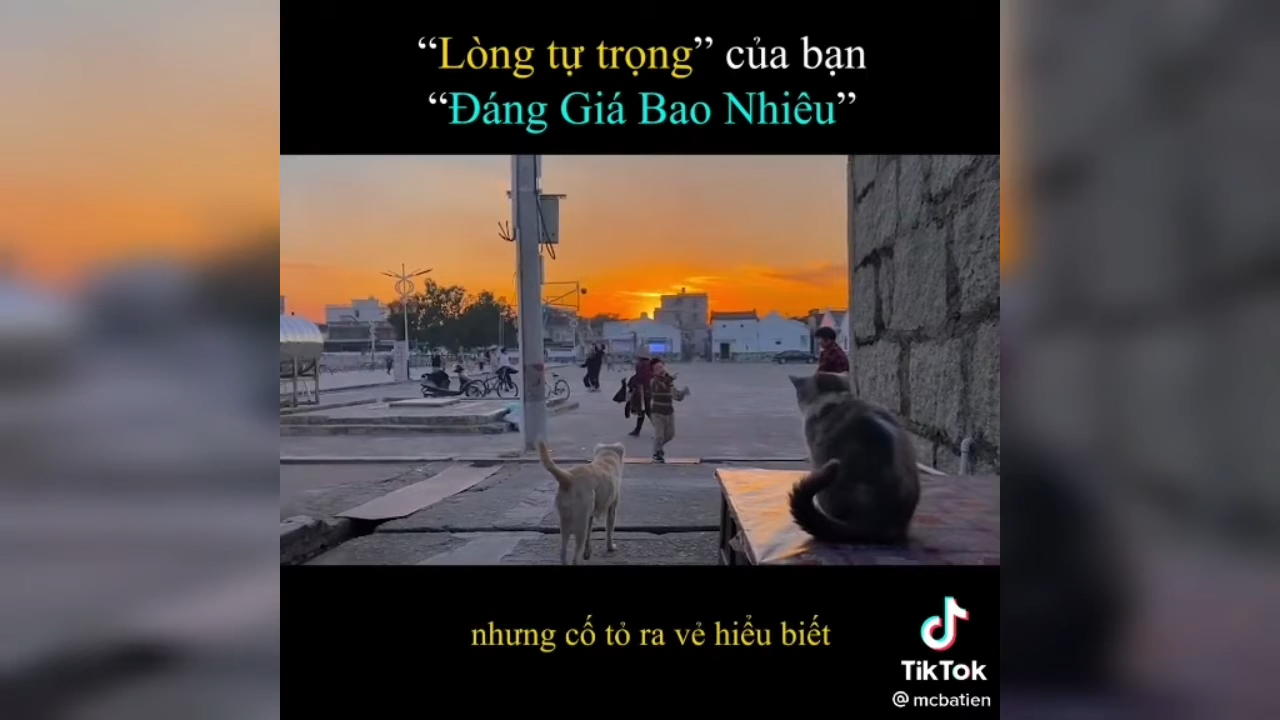 “Lòng tự trọng” của bạn
“Đáng Giá Bao Nhiêu”
nhưng cố tỏ ra vẻ hiểu biết
TikTok
@mcbatien